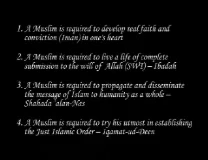 1. A Muslim is required to develop real faith and
conviction (Iman) in one's heart
2. A Muslim is required to live a life of complete
submission to the will of Allah (SWT) – Ibadah
3. A Muslim is required to propagate and disseminate
the message of Islam to humanity as a whole –
Shahada 'alan-Nas
4. A Muslim is required to try his utmost in establishing
the Just Islamic Order – Iqamat-ud-Deen